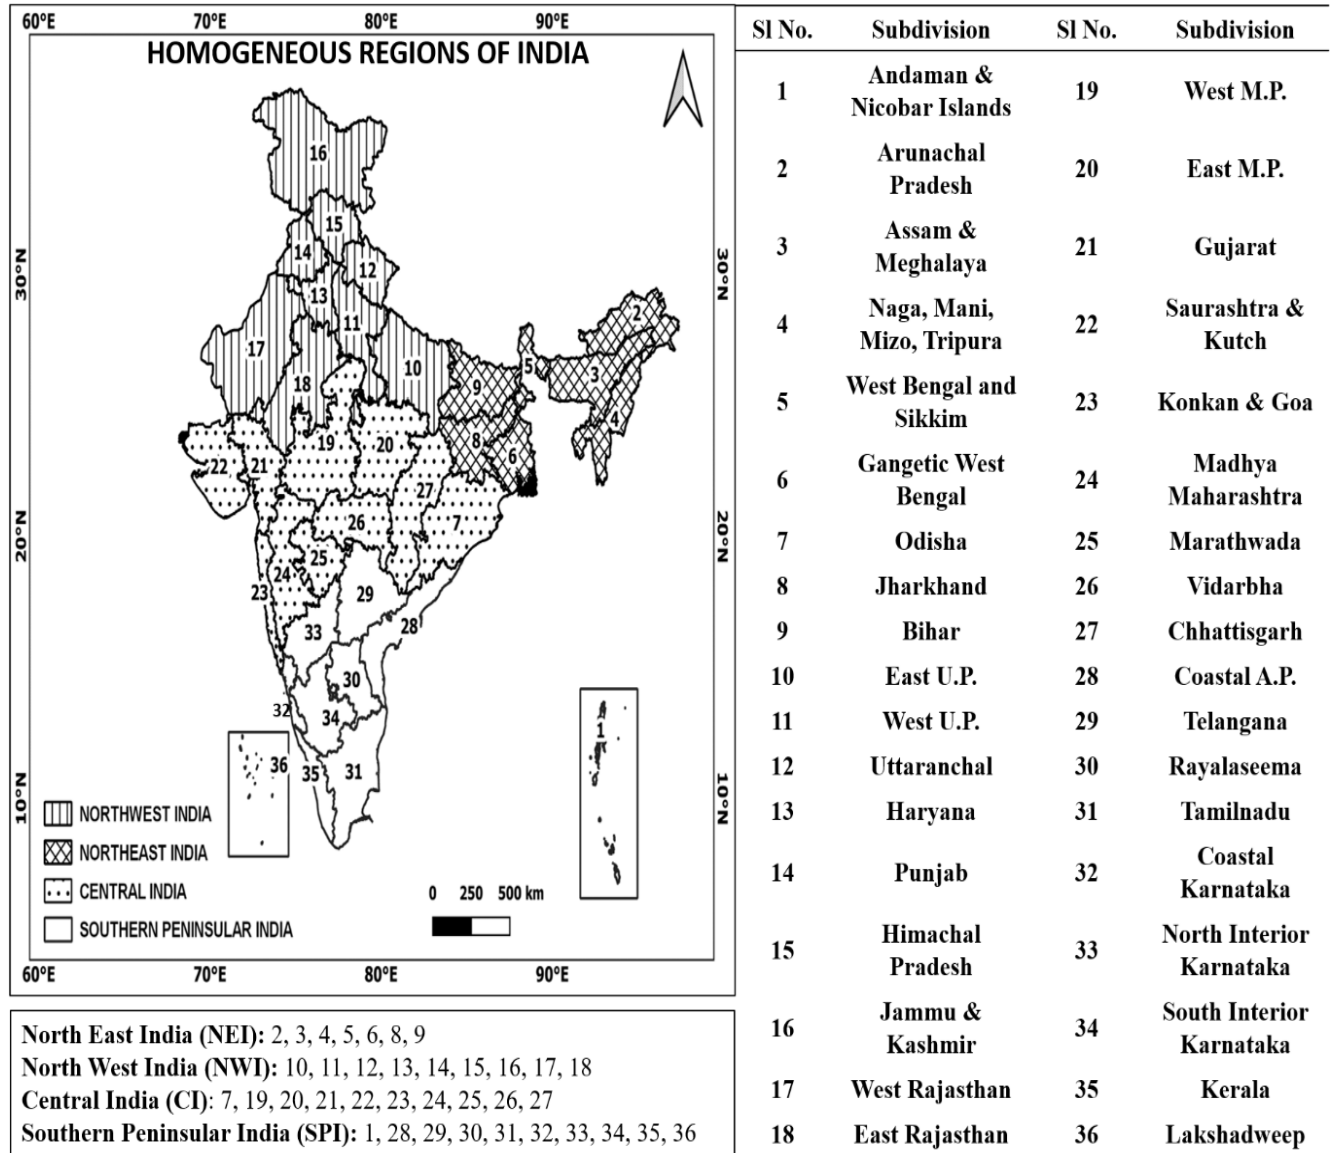 60°E 70°E 80°E 90°E
HOMOGENEOUS REGIONS OF INDIA
16
15
14
12
30°N
30°N
13
2
11
17
10
5
3
18
9
4
19
20
8
6
22
21
27
26
7
20°N
20°N
25
24
23
29
28
33
30
32
34
1
36
35
31
10°N
10°N
NORTHWEST INDIA
NORTHEAST INDIA
CENTRAL INDIA
SOUTHERN PENINSULAR INDIA
0 250 500 km
60°E 70°E 80°E 90°E
North East India (NEI): 2, 3, 4, 5, 6, 8, 9
North West India (NWI): 10, 11, 12, 13, 14, 15, 16, 17, 18
Central India (CI): 7, 19, 20, 21, 22, 23, 24, 25, 26, 27
Southern Peninsular India (SPI): 1, 28, 29, 30, 31, 32, 33, 34, 35, 36
Sl No. Subdivision Sl No. Subdivision
1 Andaman & Nicobar Islands 19 West M.P.
2 Arunachal Pradesh 20 East M.P.
3 Assam & Meghalaya 21 Gujarat
4 Naga, Mani, Mizo, Tripura 22 Saurashtra & Kutch
5 West Bengal and Sikkim 23 Konkan & Goa
6 Gangetic West Bengal 24 Madhya Maharashtra
7 Odisha 25 Marathwada
8 Jharkhand 26 Vidarbha
9 Bihar 27 Chhattisgarh
10 East U.P. 28 Coastal A.P.
11 West U.P. 29 Telangana
12 Uttaranchal 30 Rayalaseema
13 Haryana 31 Tamilnadu
14 Punjab 32 Coastal Karnataka
15 Himachal Pradesh 33 North Interior Karnataka
16 Jammu & Kashmir 34 South Interior Karnataka
17 West Rajasthan 35 Kerala
18 East Rajasthan 36 Lakshadweep